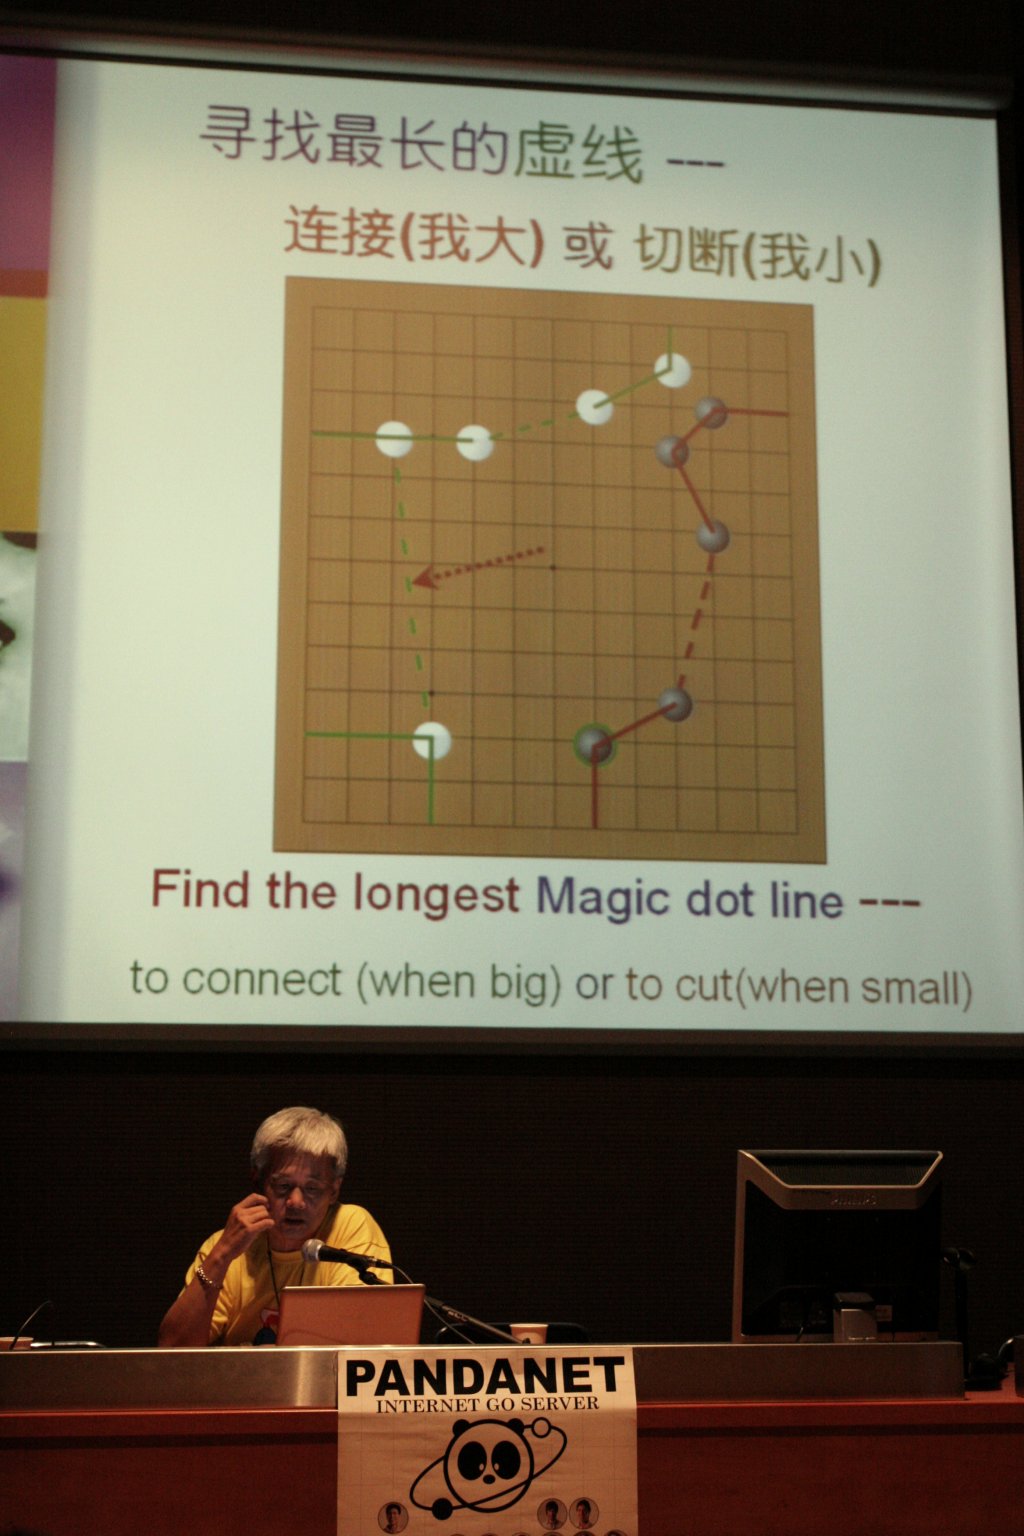 寻找最长的虚线 ---
连接(我大) 或 切断(我小)
Find the longest Magic dot line ---
to connect (when big) or to cut(when small)
PHILIPS
PANDANET
INTERNET GO SERVER